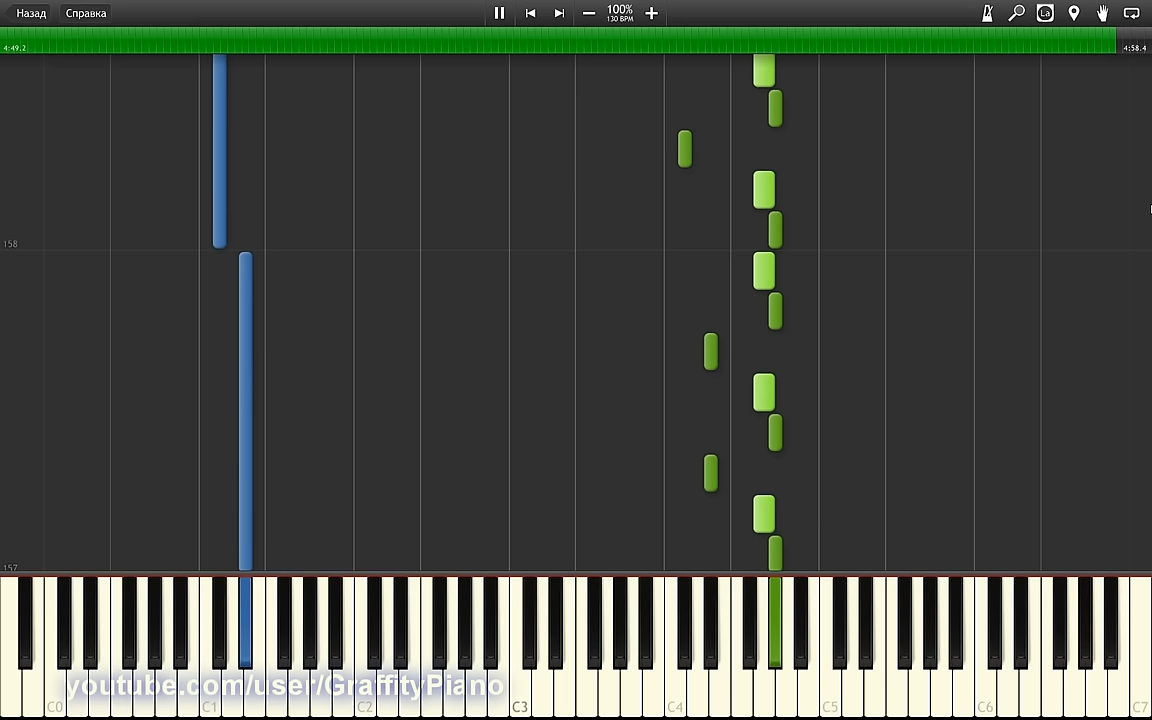 Назад Справка 100% La
130 BPM
4:49.2 4:58.4
158
157
youtube.com/user/GraffityPiano
C0 C1 C2 C3 C4 C5 C6 C7